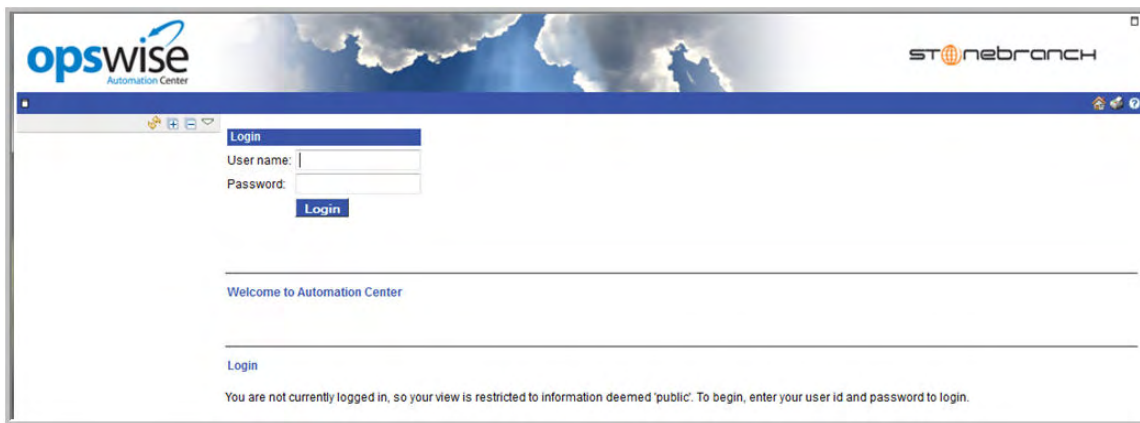 opswise
Automation Center
STONEBRANCH
Login
User name:
Password:
Login
Welcome to Automation Center
Login
You are not currently logged in, so your view is restricted to information deemed 'public'. To begin, enter your user id and password to login.